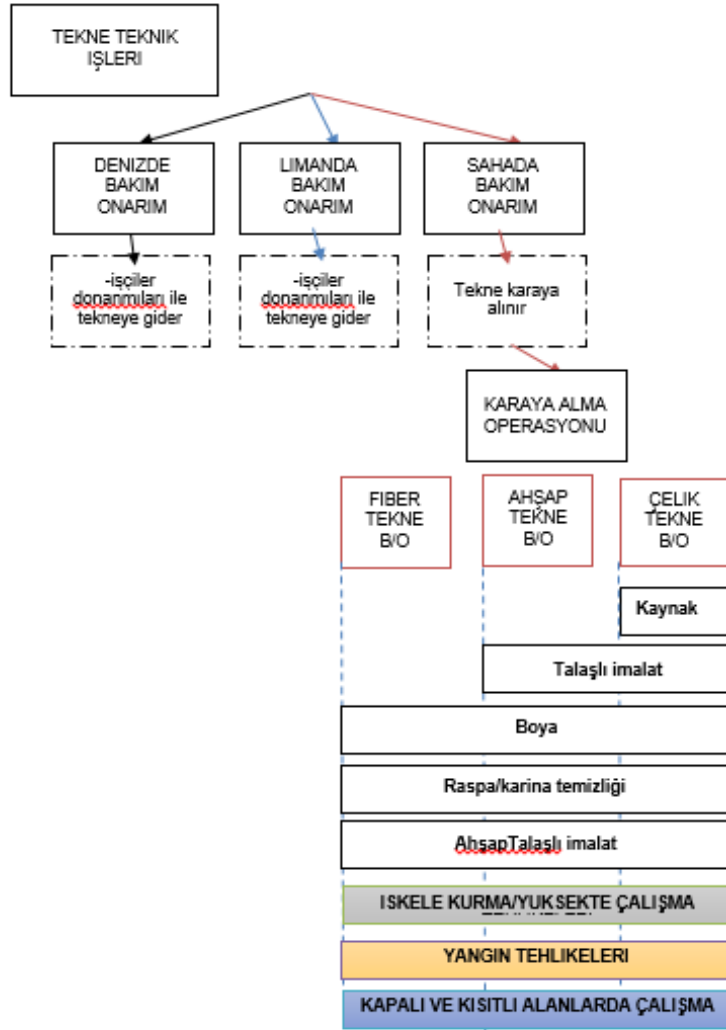 TEKNE TEKNIK
IŞLERI
DENIZDE
BAKIM
ONARIM
LIMANDA
BAKIM
ONARIM
SAHADA
BAKIM
ONARIM
-işçiler
donanmıları ile
tekneye gider
-işçiler
donanmıları ile
tekneye gider
Tekne karaya
alınır
KARAYA ALMA
OPERASYONU
FIBER
TEKNE
B/O
AHŞAP
TEKNE
B/O
ÇELIK
TEKNE
B/O
Kaynak
Talaşlı imalat
Boya
Raspa/karina temizliği
AhşapTalaşlı imalat
ISKELE KURMA/YUKSEKTE ÇALIŞMA
YANGIN TEHLIKELERI
KAPALI VE KISITLI ALANLARDA ÇALIŞMA